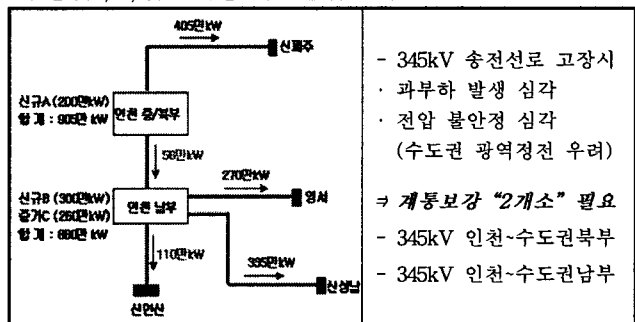 405만kW
신파주
신규A (200만kW)
합계 : 905만 kW
인천 중/북부
56만kW
270만kW
영서
신규B (300만kW)
증가C (260만kW)
합계 : 680만 kW
인천 남부
110만kW
395만kW
신성남
신안산
- 345kV 송전선로 고장시
· 과부하 발생 심각
· 전압 불안정 심각
(수도권 광역정전 우려)
⇒ 계통보강 "2개소" 필요
- 345kV 인천~수도권북부
- 345kV 인천~수도권남부